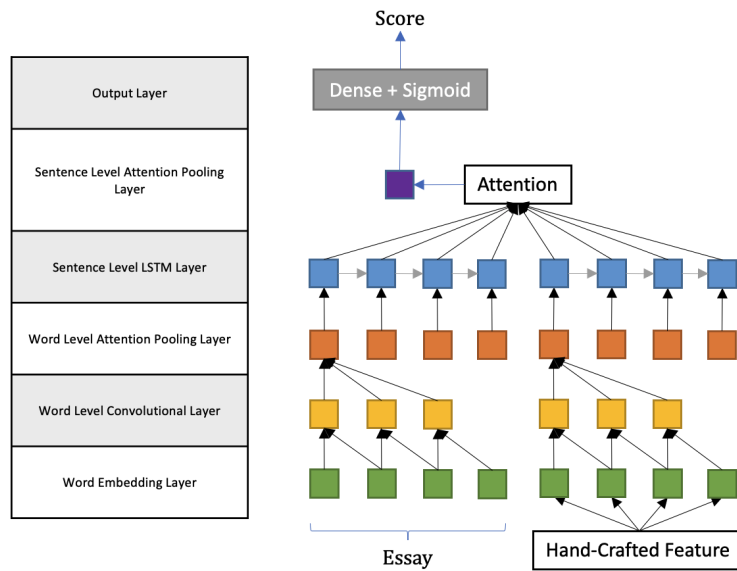 Score
Output Layer
Dense + Sigmoid
Sentence Level Attention Pooling
Layer
Attention
Sentence Level LSTM Layer
Word Level Attention Pooling Layer
Word Level Convolutional Layer
Word Embedding Layer
Essay
Hand-Crafted Feature